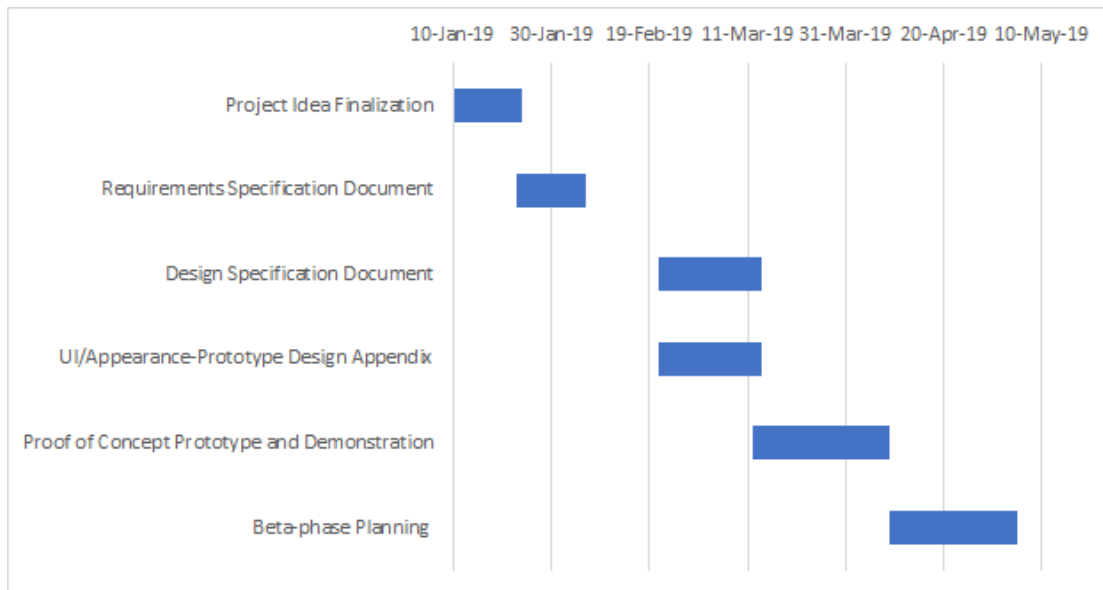 10-Jan-19 30-Jan-19 19-Feb-19 11-Mar-19 31-Mar-19 20-Apr-19 10-May-19
Project Idea Finalization
Requirements Specification Document
Design Specification Document
UI/Appearance-Prototype Design Appendix
Proof of Concept Prototype and Demonstration
Beta-phase Planning